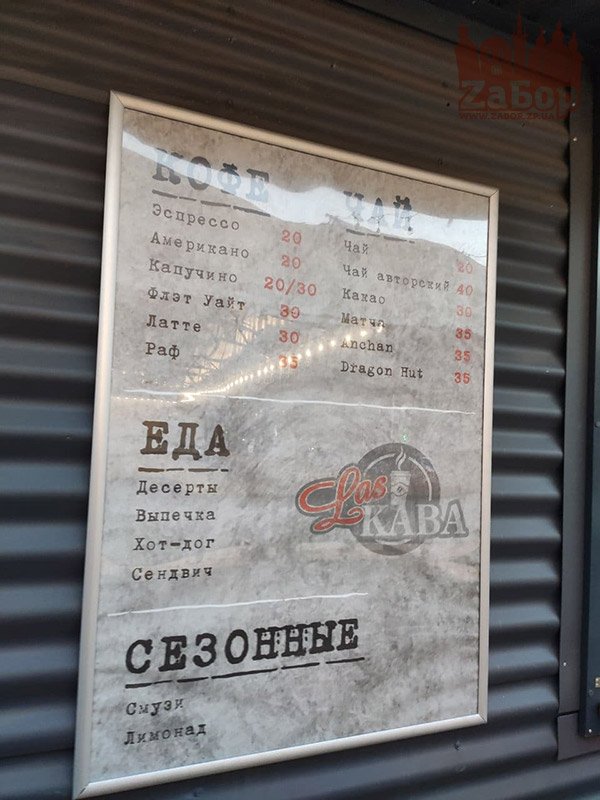 ZаБор
WWW.ZABOR.ZP.UA
КОФЕ
Эспрессо 20
Американо 20
Капучино 20/30
Флэт Уайт 30
Латте 30
Раф 35
ЧАЙ
Чай 20
Чай авторский 40
Какао 30
Матча 35
Anchan 35
Dragon Hut 35
ЕДА
Десерты
Выпечка
Хот-дог
Сендвич
Las
КАВА
СЕЗОННЫЕ
Смузи
Лимонад